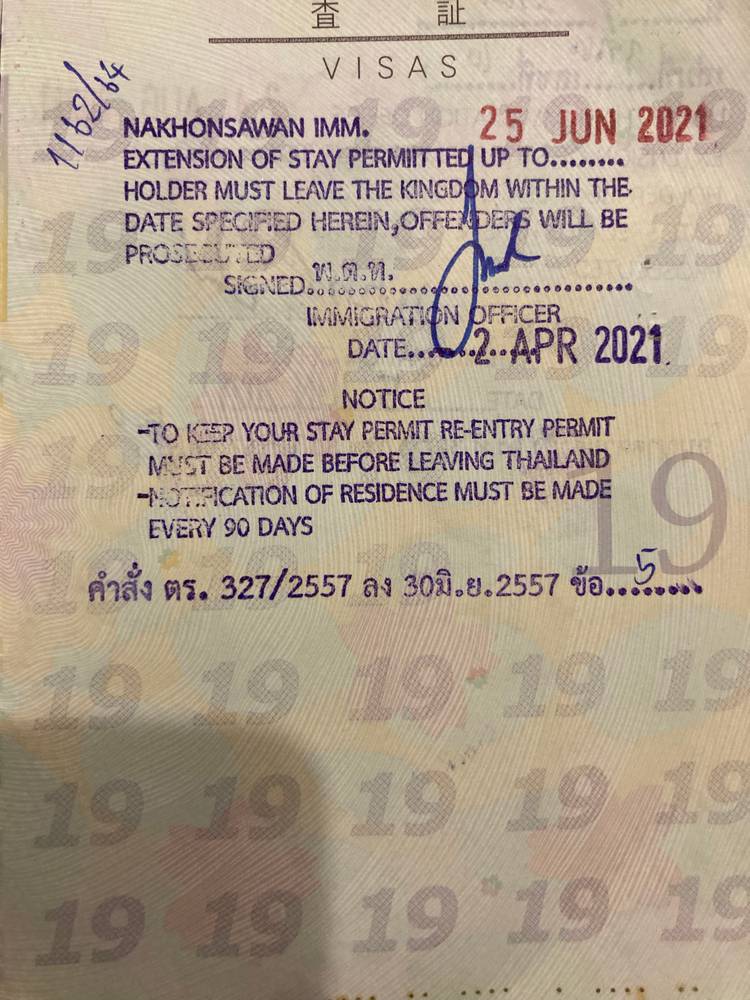 査 証
VISAS
1162/64
25 JUN 2021
NAKHONSAWAN IMM.
EXTENSION OF STAY PERMIITTED UP TO........
HOLDER MUST LEAVE THE KINGDOM WITHIN THE
DATE SPECIFIED HEREIN,OFFENDERS WILL BE
PROSECUTED
SIGNED พ.ต.ท.
IMMIGRATION OFFICER
DATE......2 APR 2021
NOTICE
-TO KEEP YOUR STAY PERMIT RE-ENTRY PERMIT
MUST BE MADE BEFORE LEAVING THAILAND
-NOTIFICATION OF RESIDENCE MUST BE MADE
EVERY 90 DAYS
19
คำสั่ง ตร. 327/2557 ลง 30มิ.ย.2557 ข้อ...5......